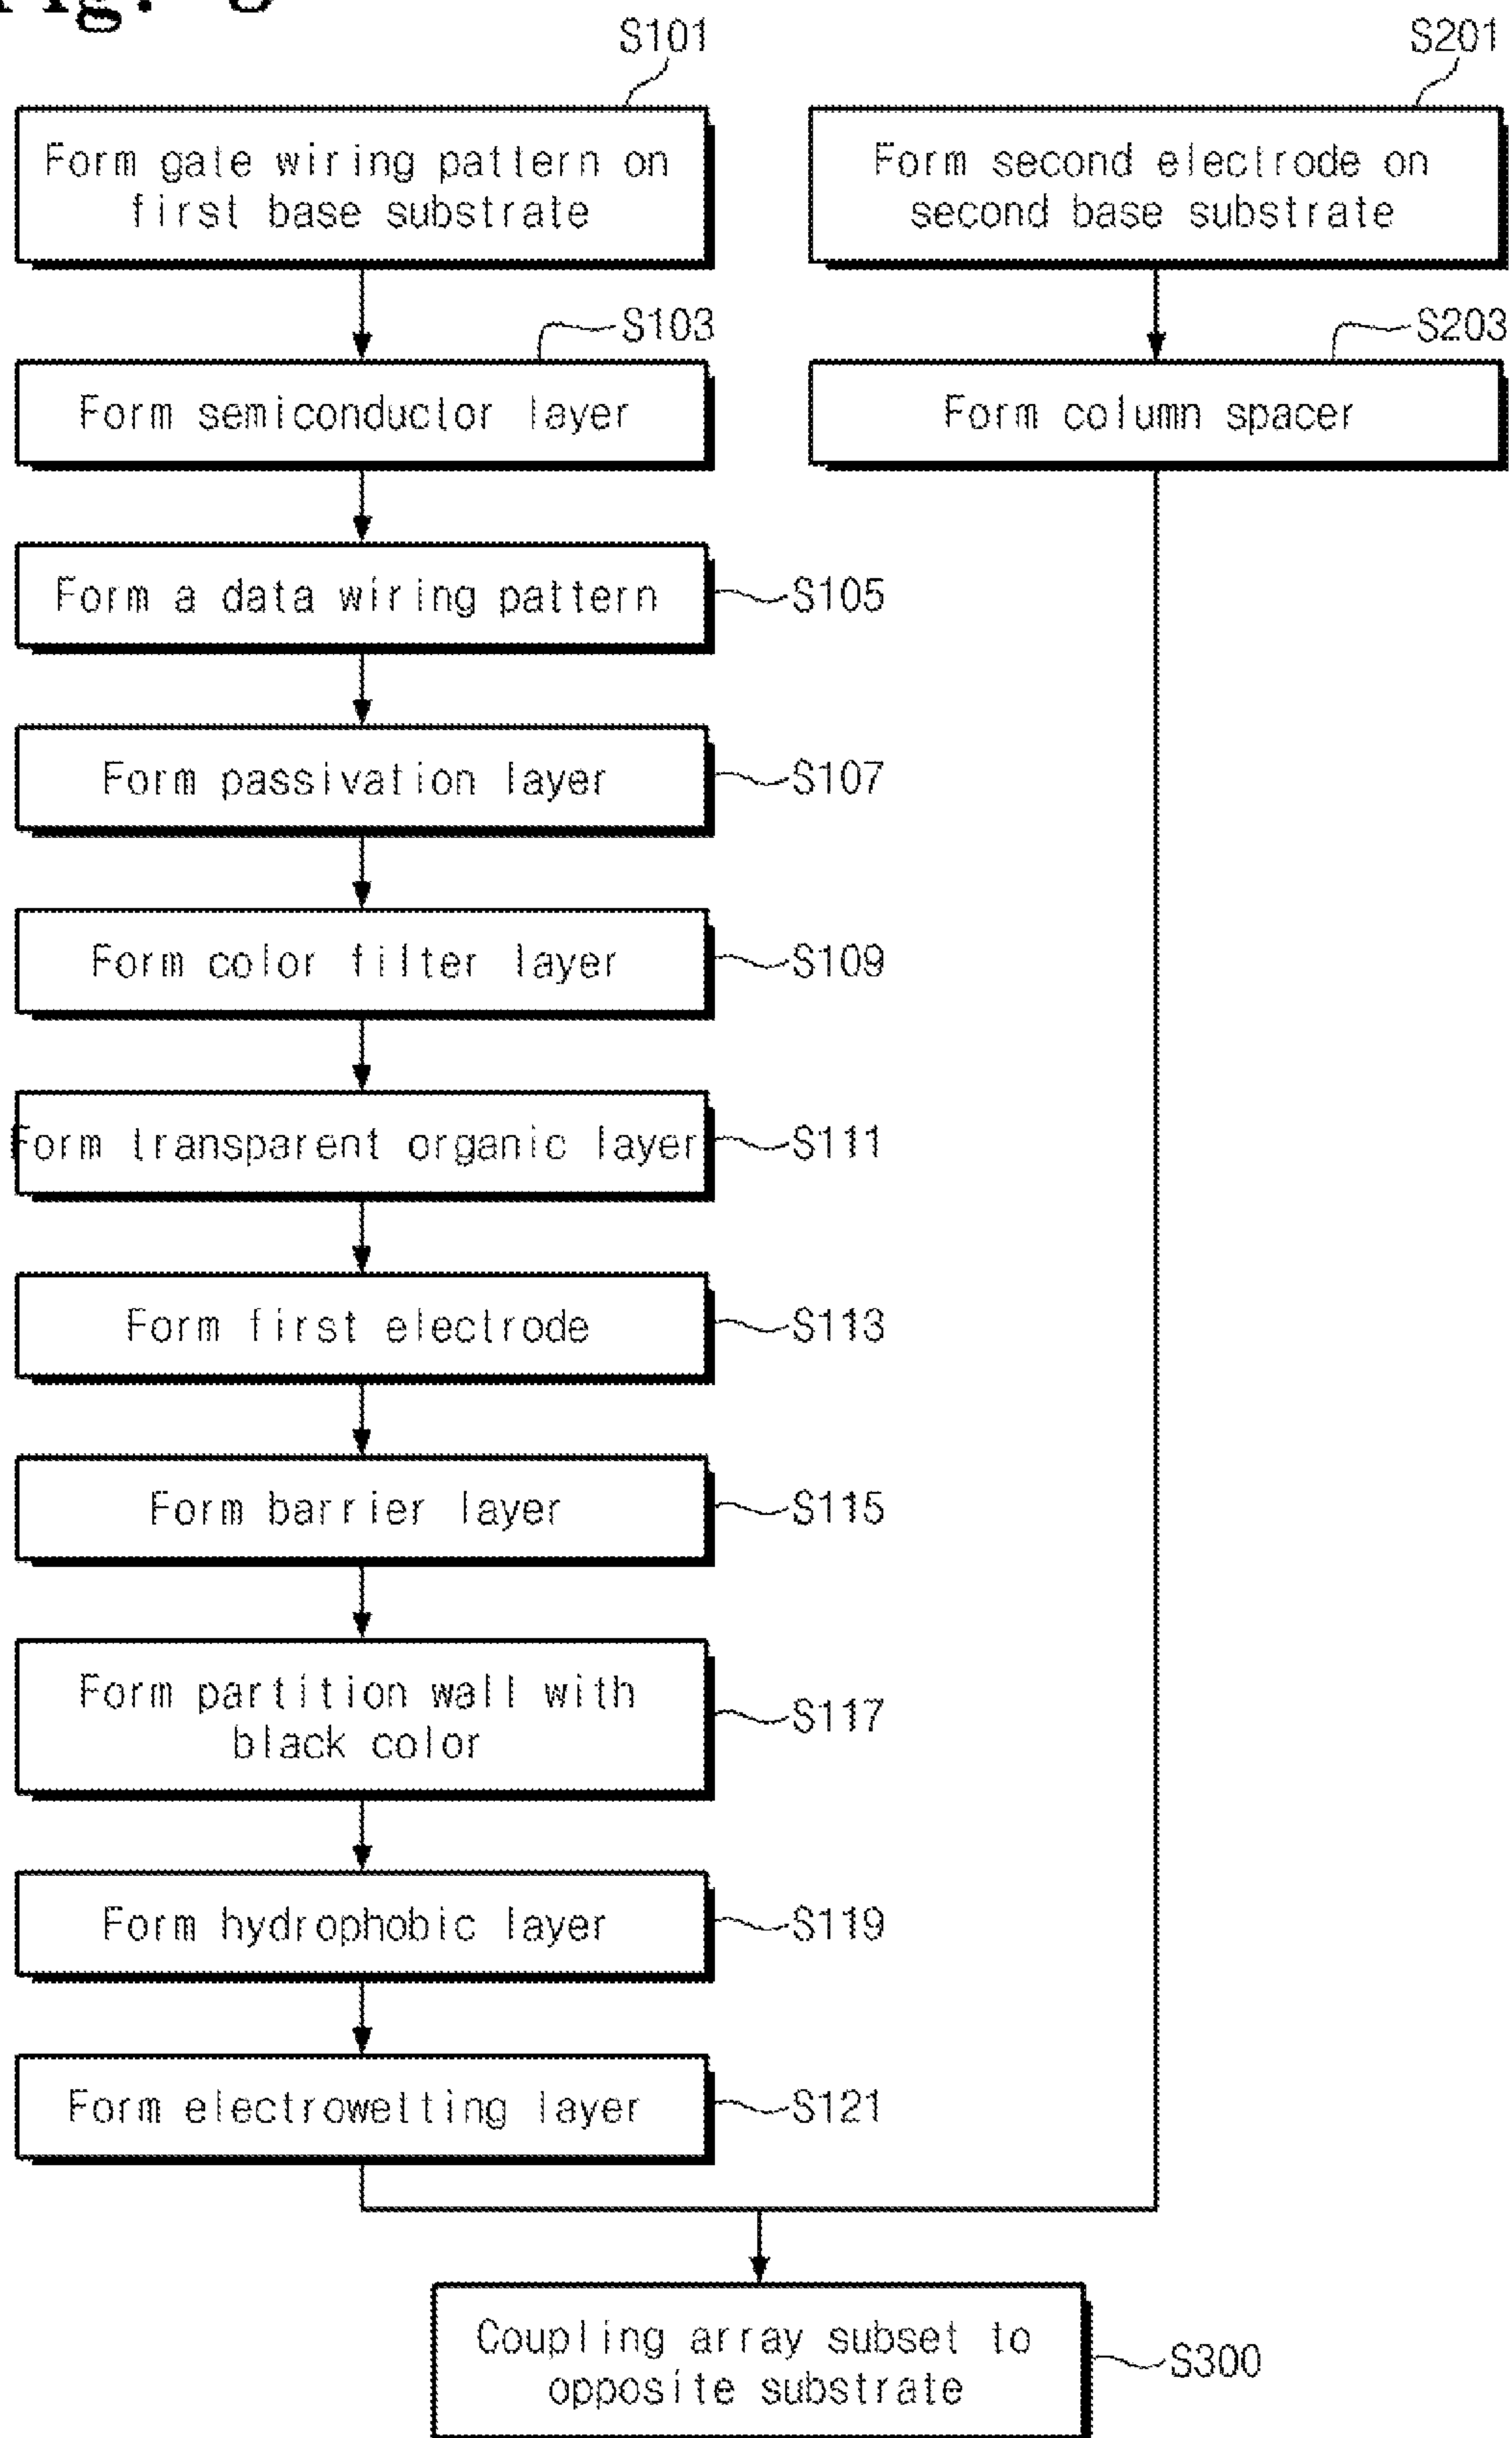 Fig.
S101
Form gate wiring pattern on
first base substrate
S103
Form semiconductor layer
Form a data wiring pattern
S105
Form passivation layer
S107
Form color filter layer
S109
Form transparent organic layer
S111
Form first electrode
S113
Form barrier layer
S115
Form partition wall with
black color
S117
Form hydrophobic layer
S119
Form electrowetting layer
S121
S201
Form second electrode on
second base substrate
S203
Form column spacer
Coupling array subset to
opposite substrate
S300